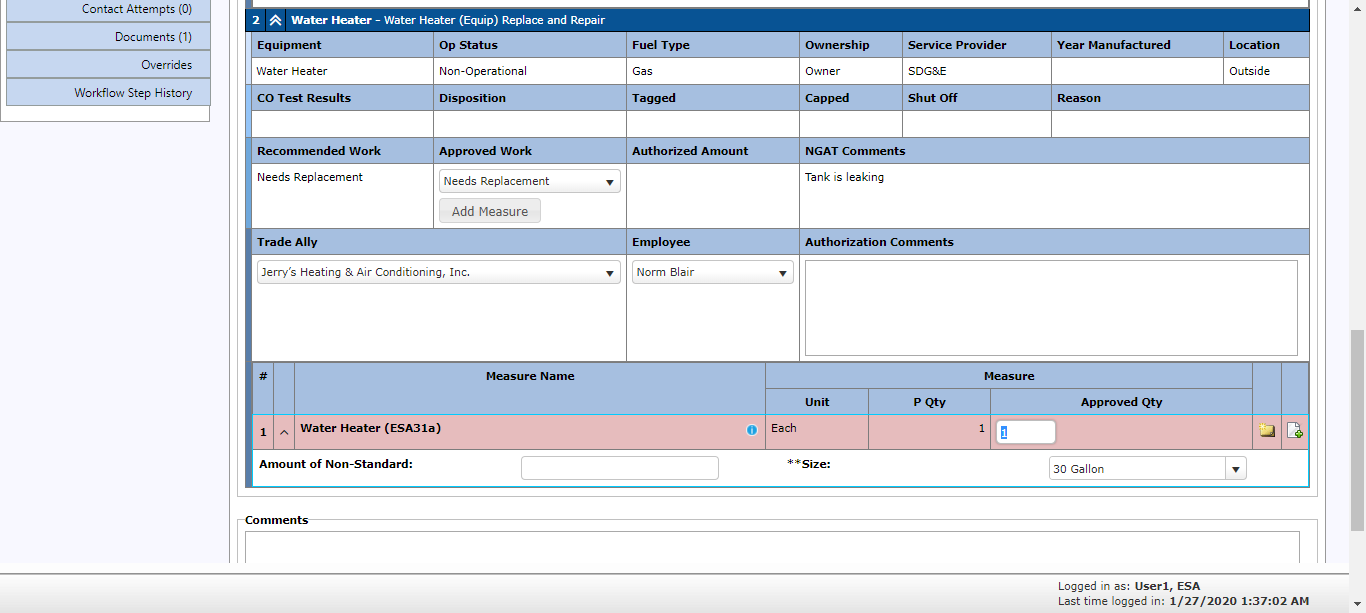 Contact Attempts (0)
Documents (1)
Overrides
Workflow Step History
2 Water Heater - Water Heater (Equip) Replace and Repair
Equipment Op Status Fuel Type Ownership Service Provider Year Manufactured Location
Water Heater Non-Operational Gas Owner SDG&E Outside
CO Test Results Disposition Tagged Capped Shut Off Reason
Recommended Work Approved Work Authorized Amount NGAT Comments
Needs Replacement Needs Replacement Tank is leaking
Add Measure
Trade Ally Employee Authorization Comments
Jerry's Heating & Air Conditioning, Inc. Norm Blair
# Measure Name Measure
Unit P Qty Approved Qty
1 Water Heater (ESA31a) Each 1 1
Amount of Non-Standard: **Size: 30 Gallon
Comments
Logged in as: User1, ESA
Last time logged in: 1/27/2020 1:37:02 AM